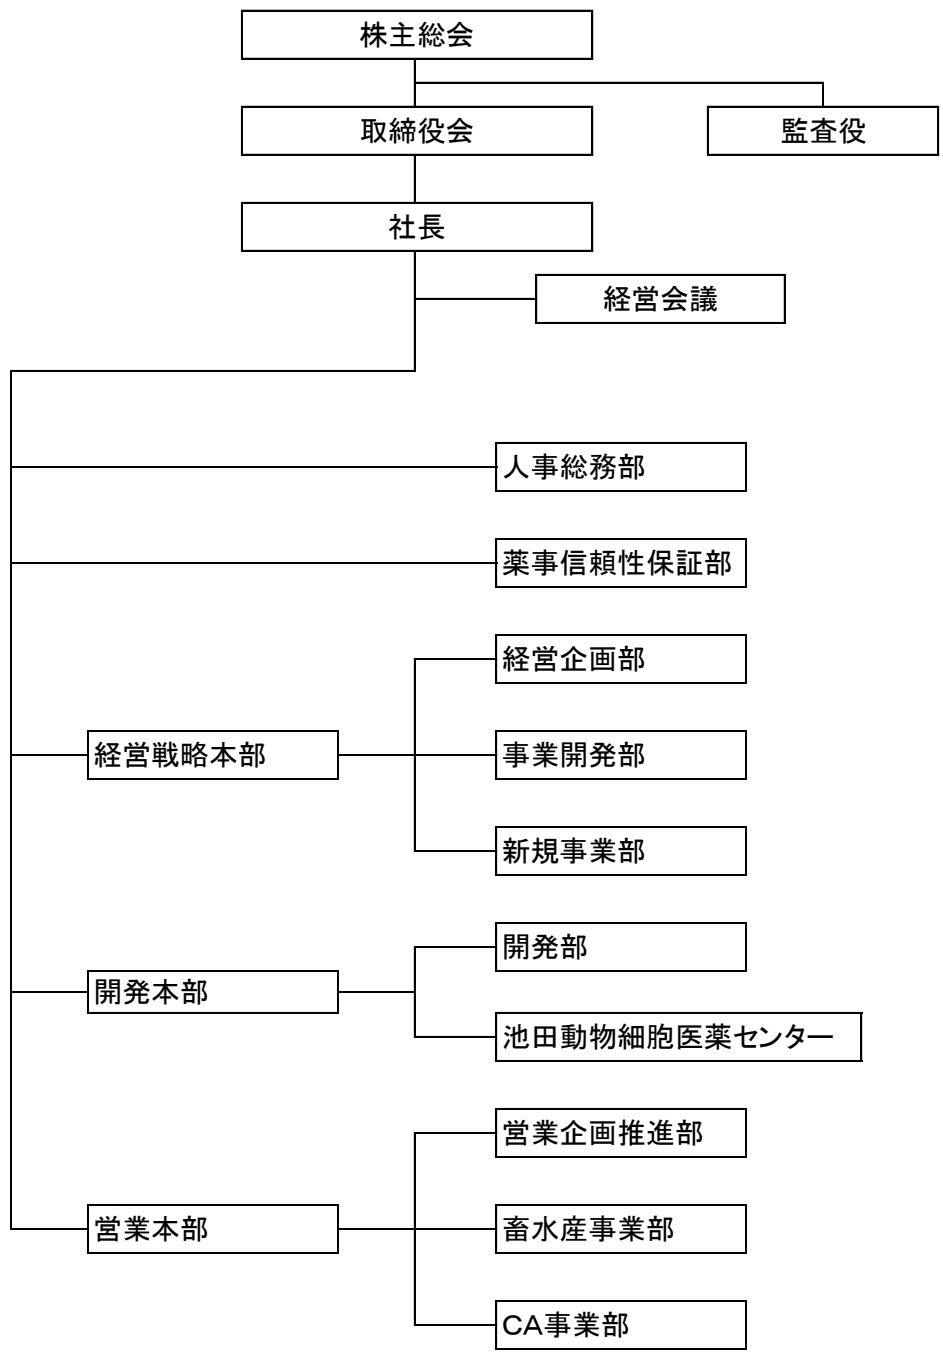 株主総会
取締役会
監査役
社長
経営会議
人事総務部
薬事信頼性保証部
経営企画部
経営戦略本部
事業開発部
新規事業部
開発部
開発本部
池田動物細胞医薬センター
営業企画推進部
営業本部
畜水産事業部
CA事業部